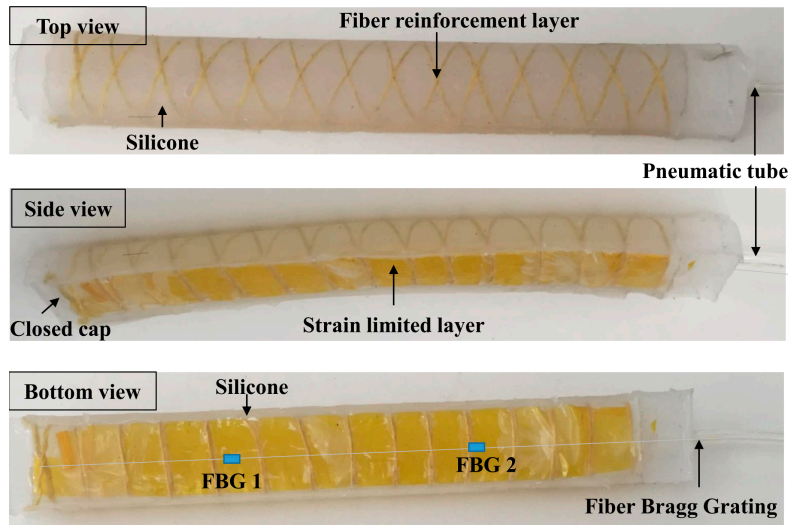 Top view
Fiber reinforcement layer
Silicone
Pneumatic tube
Side view
Closed cap
Strain limited layer
Bottom view
Silicone
FBG 1
FBG 2
Fiber Bragg Grating